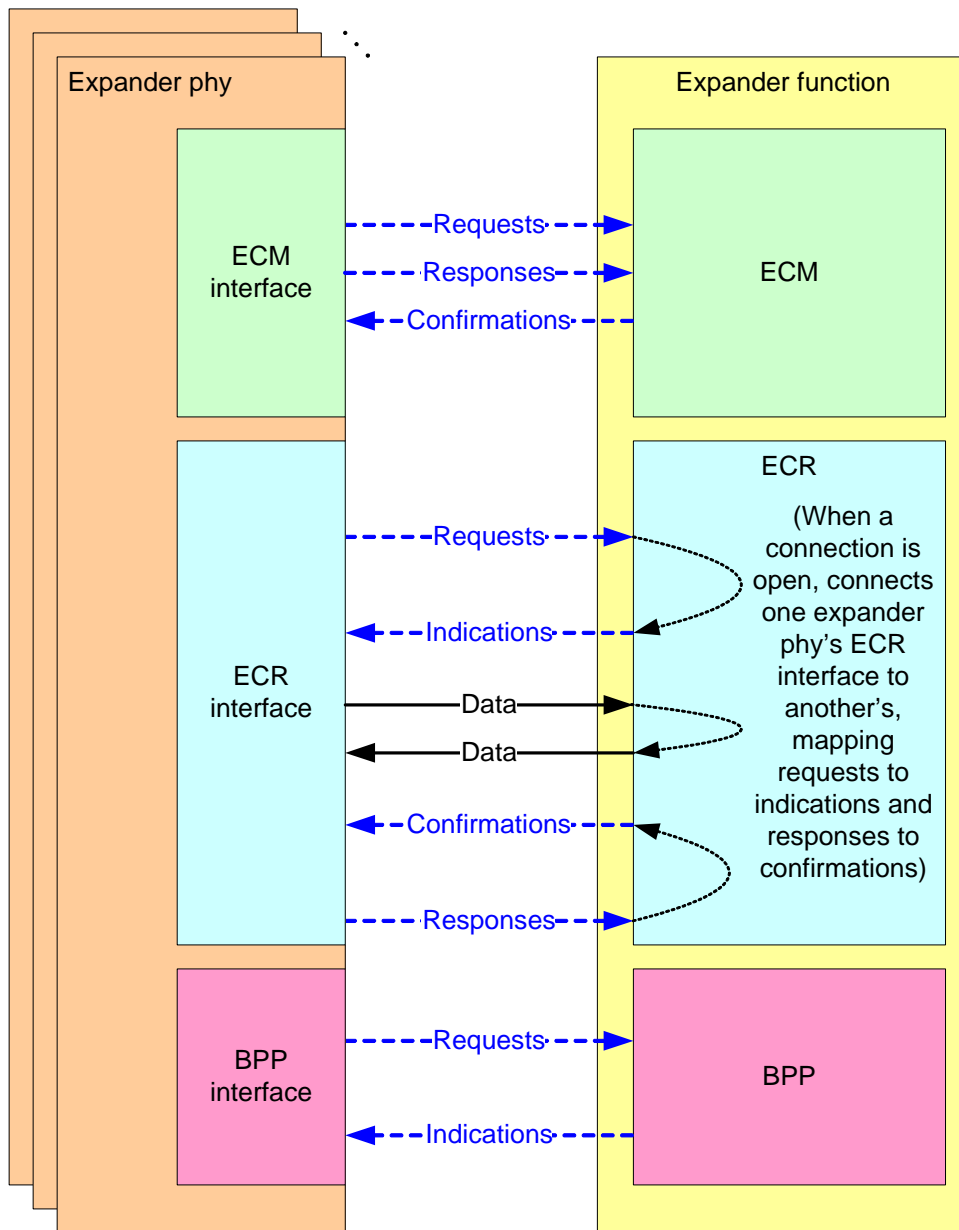 Expander phy
Expander function
ECM
interface
Requests
Responses
Confirmations
ECM
ECR
interface
Requests
Indications
Data
Data
Confirmations
Responses
ECR
(When a
connection is
open, connects
one expander
phy’s ECR
interface to
another’s,
mapping
requests to
indications and
responses to
confirmations)
BPP
interface
Requests
Indications
BPP